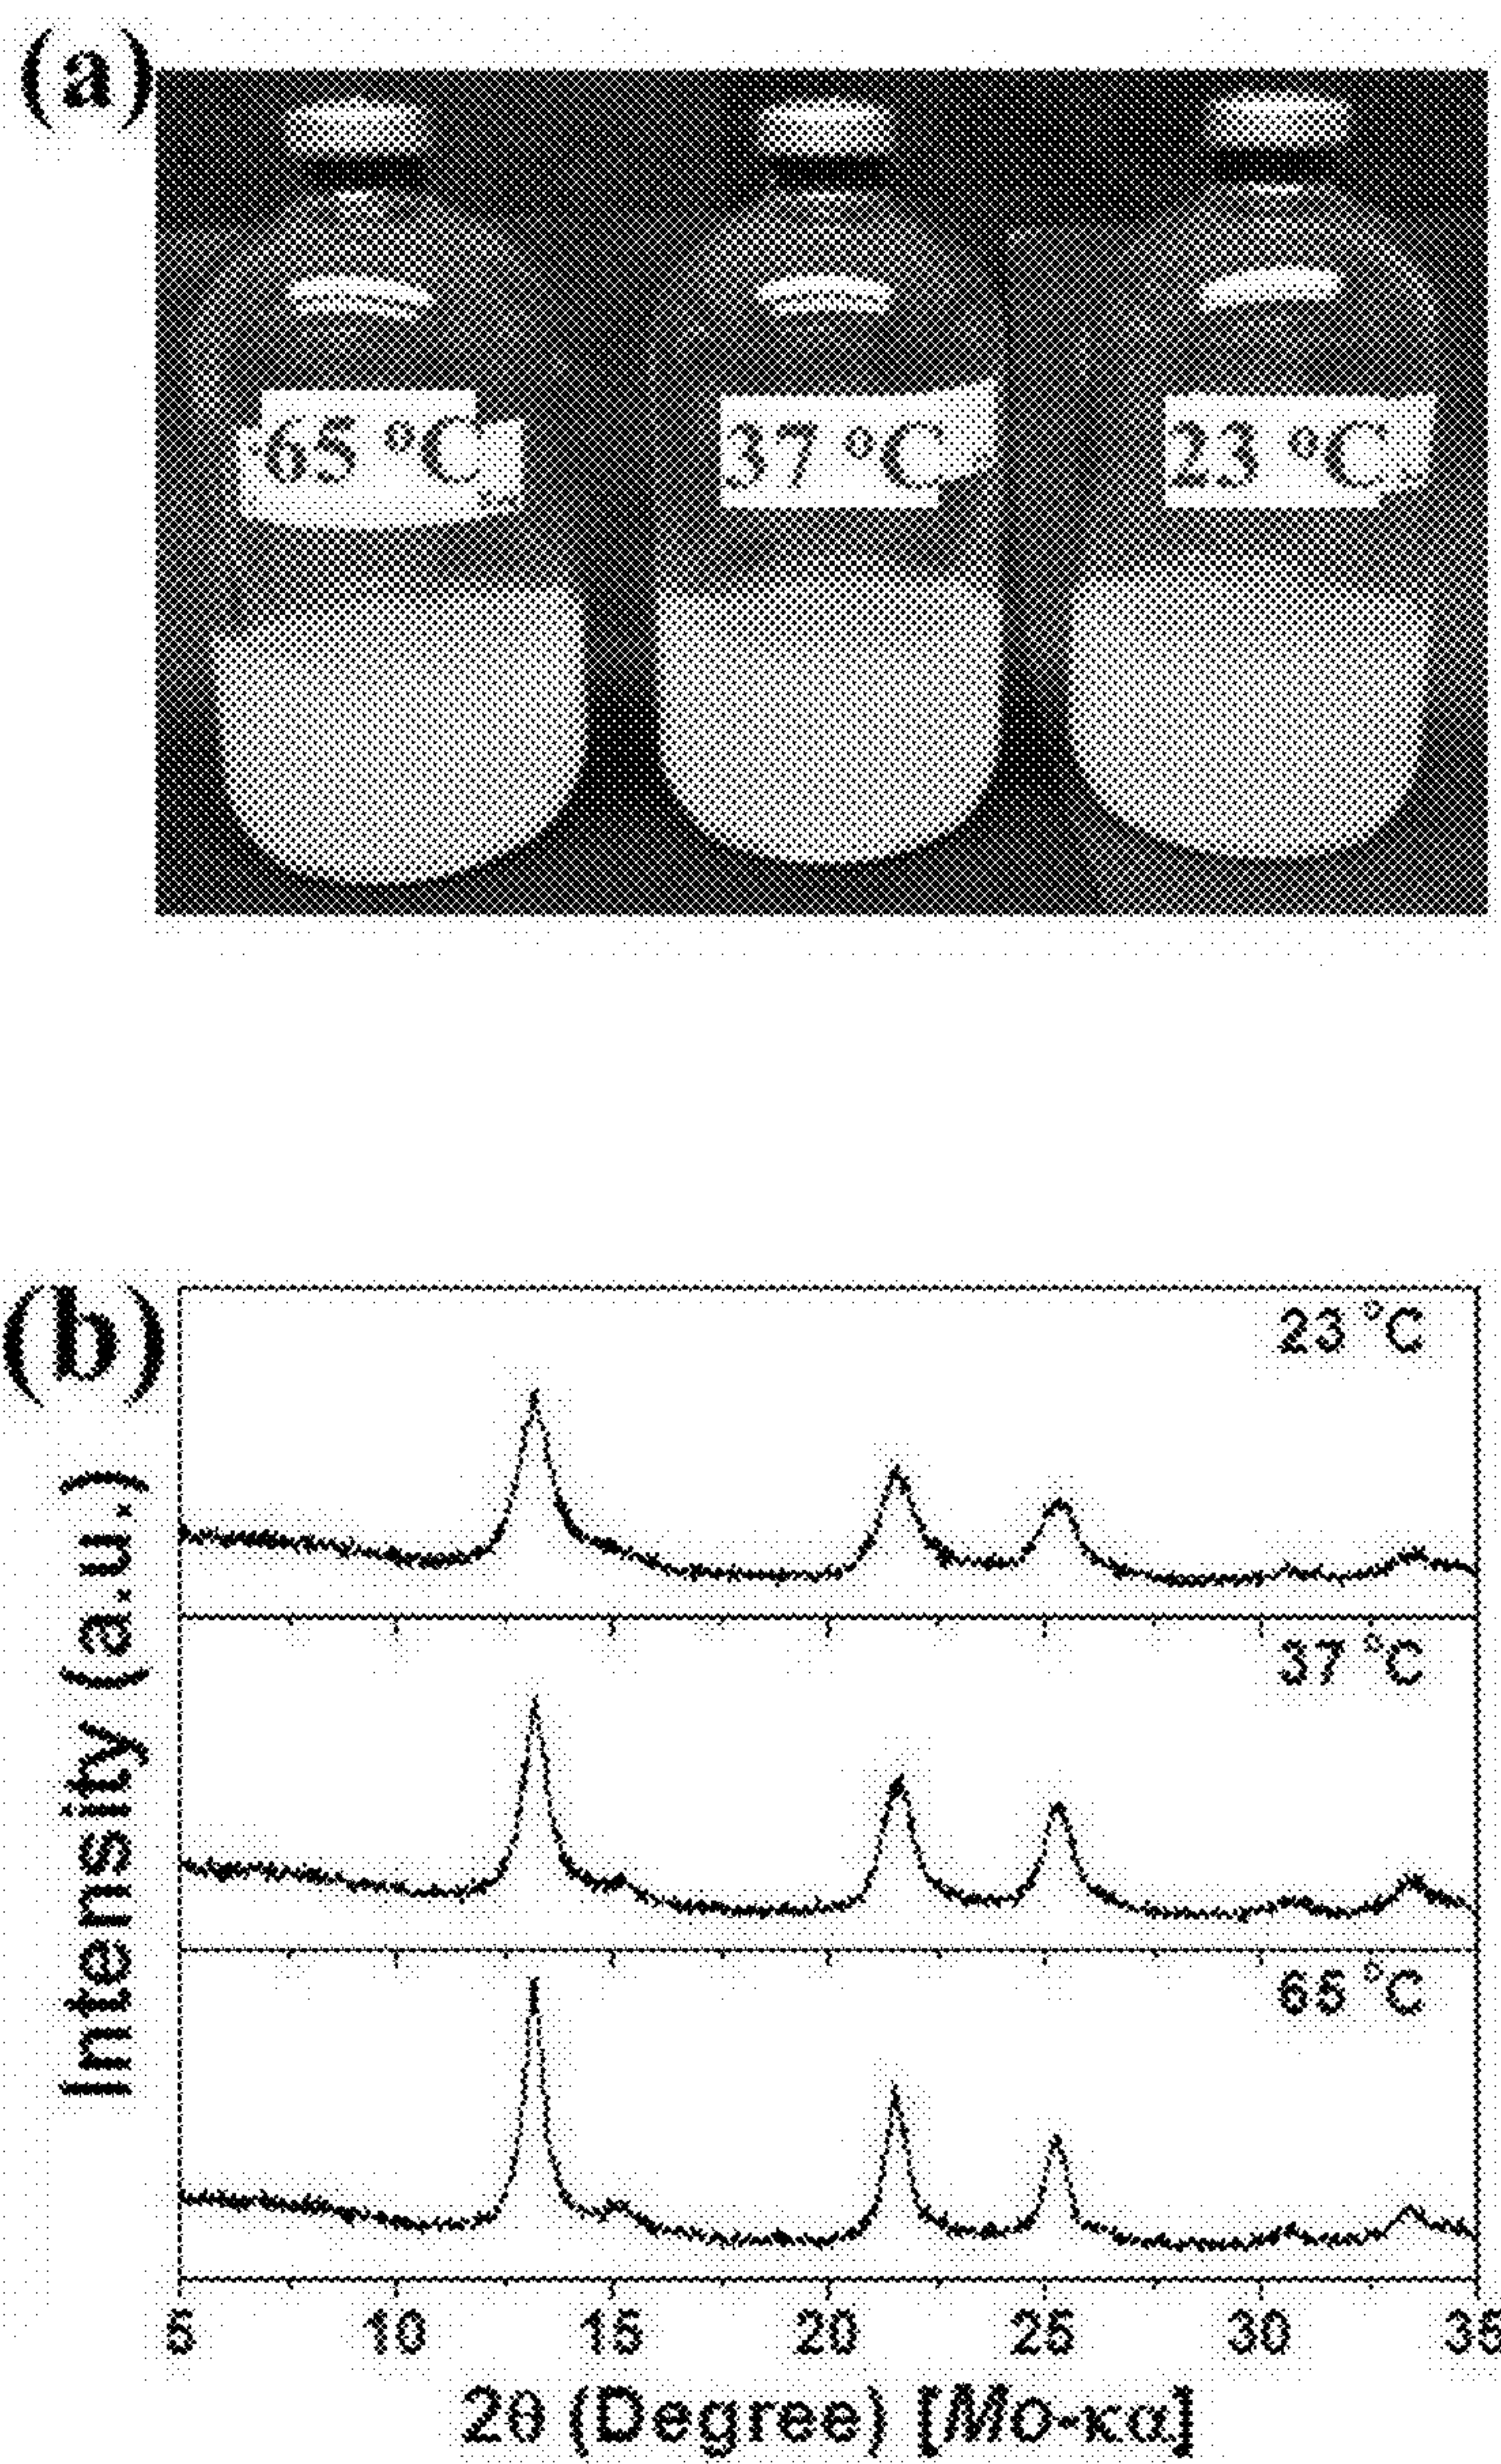 (a)
65 °C 37 °C 23 °C
(b)
23 °C
37 °C
65 °C
Intensity (a.u.)
5 10 15 20 25 30 35
2θ (Degree) [Mo-κα]